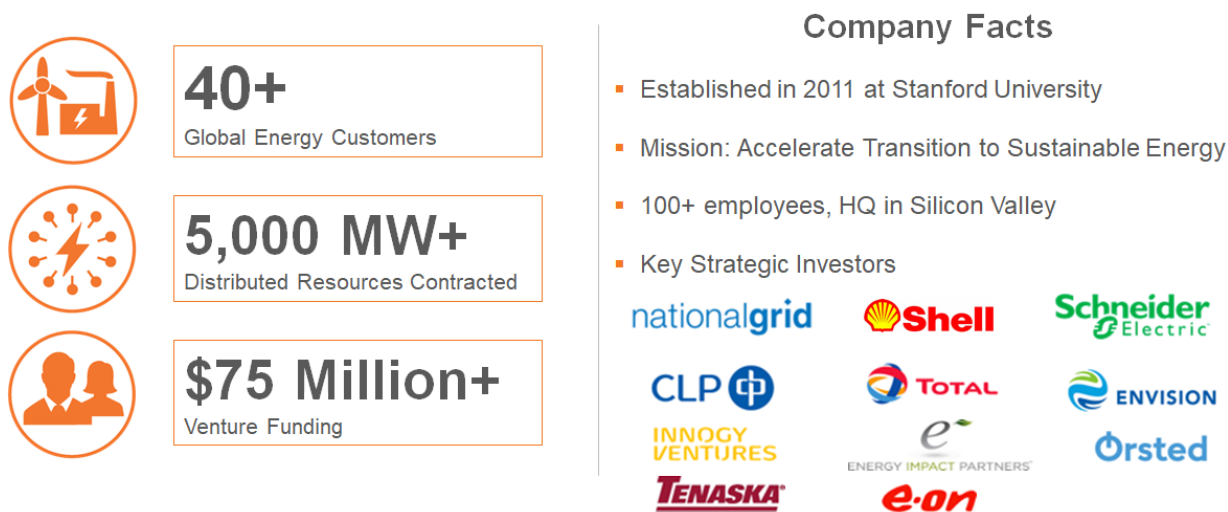 40+
Global Energy Customers
5,000 MW+
Distributed Resources Contracted
$75 Million+
Venture Funding
Company Facts
Established in 2011 at Stanford University
Mission: Accelerate Transition to Sustainable Energy
100+ employees, HQ in Silicon Valley
Key Strategic Investors
nationalgrid
Shell
Schneider
Electric
CLP
TOTAL
ENVISION
INNOGY
VENTURES
e
ENERGY IMPACT PARTNERS
Ørsted
TENASKA
e·on